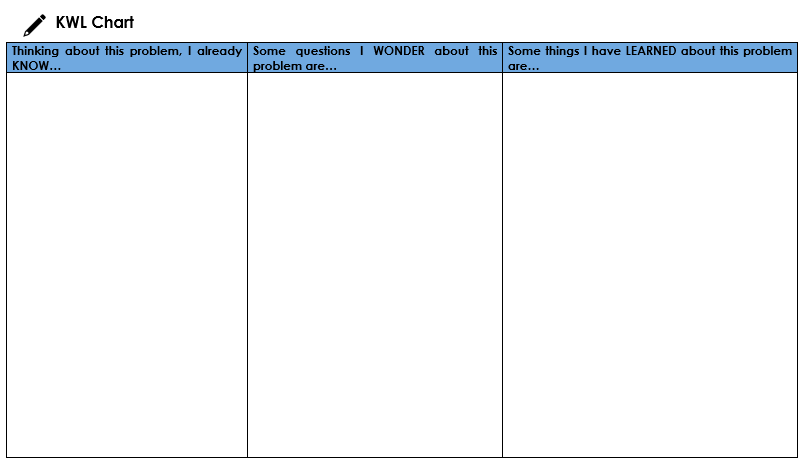 KWL Chart
Thinking about this problem, I already
KNOW...
Some questions I WONDER about this
problem are...
Some things I have LEARNED about this problem
are...